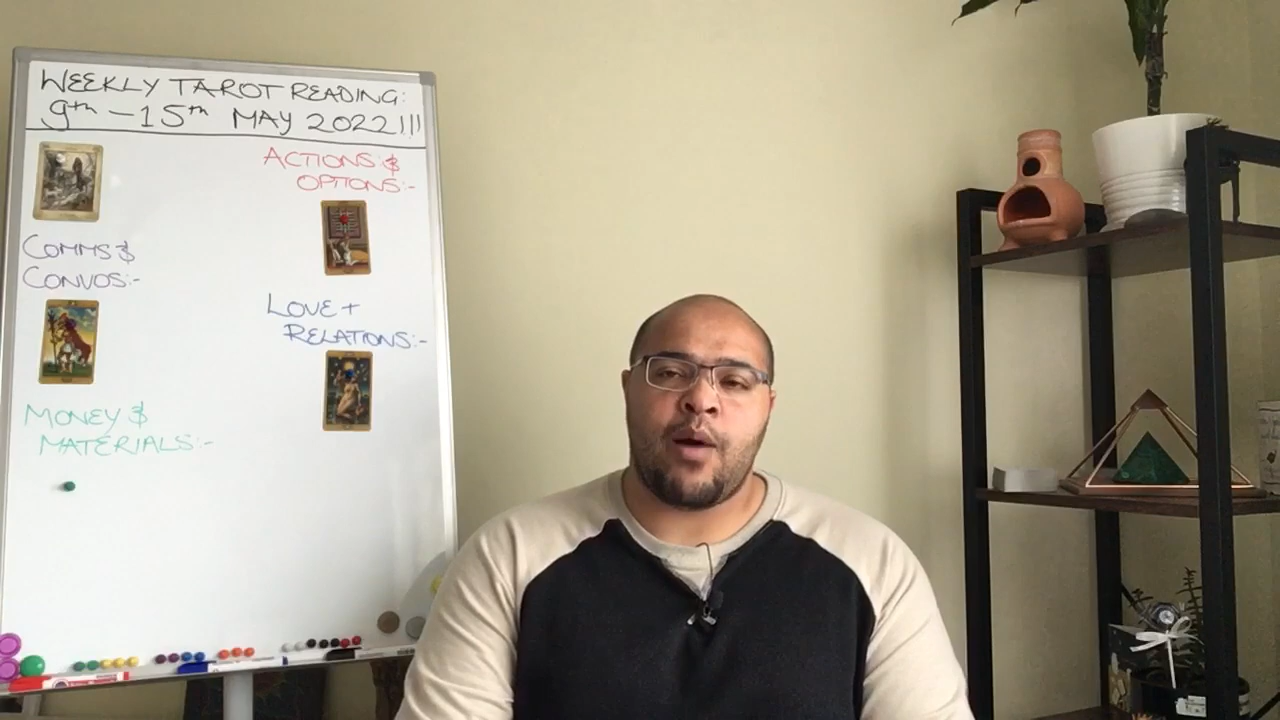 WEEKLY TAROT READING:
9th - 15th MAY 2022!!!
ACTIONS &
OPTIONS:-
COMMS &
CONVOS:-
LOVE +
RELATIONS:-
MONEY &
MATERIALS:-